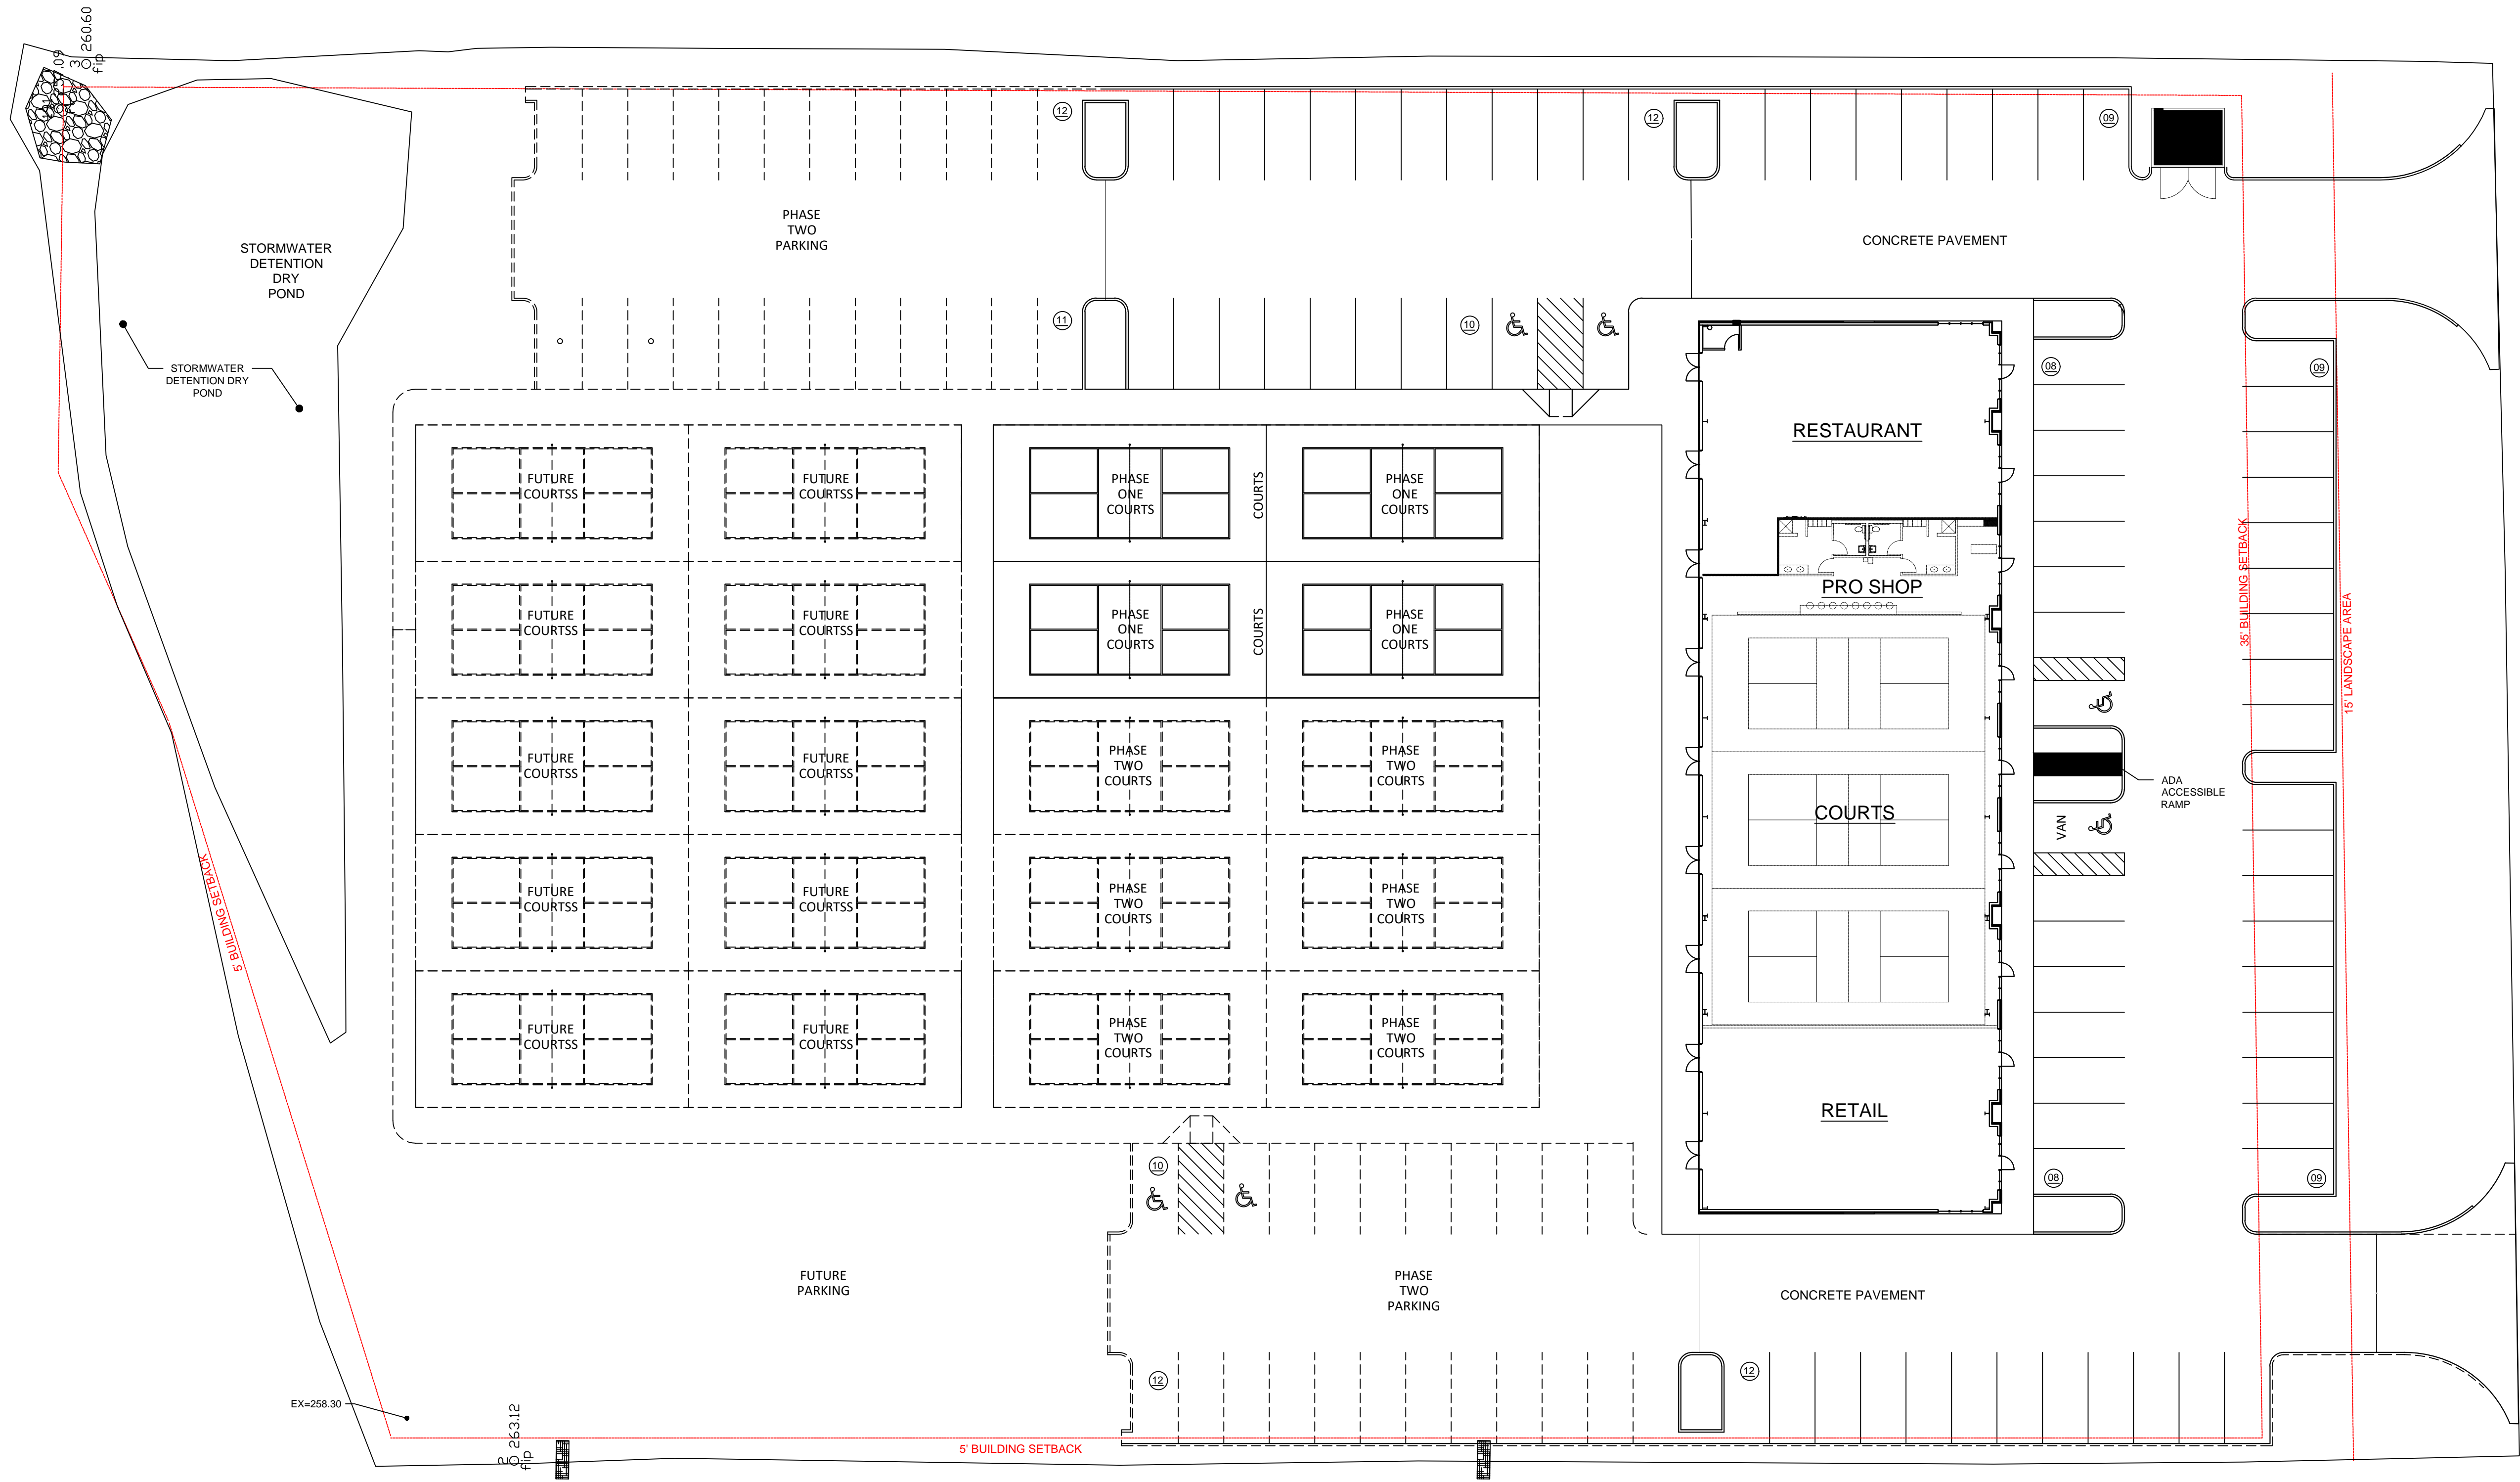 260.60
3
fip
12
12
09
PHASE
TWO
PARKING
CONCRETE PAVEMENT
STORMWATER
DETENTION
DRY
POND
11
10
STORMWATER
DETENTION DRY
POND
08
09
RESTAURANT
FUTURE
COURTSS
FUTURE
COURTSS
PHASE
ONE
COURTS
COURTS
PHASE
ONE
COURTS
PRO SHOP
35' BUILDING SETBACK
15' LANDSCAPE AREA
FUTURE
COURTSS
FUTURE
COURTSS
PHASE
ONE
COURTS
COURTS
PHASE
ONE
COURTS
FUTURE
COURTSS
FUTURE
COURTSS
PHASE
TWO
COURTS
PHASE
TWO
COURTS
COURTS
ADA
ACCESSIBLE
RAMP
VAN
5' BUILDING SETBACK
FUTURE
COURTSS
FUTURE
COURTSS
PHASE
TWO
COURTS
PHASE
TWO
COURTS
FUTURE
COURTSS
FUTURE
COURTSS
PHASE
TWO
COURTS
PHASE
TWO
COURTS
RETAIL
10
08
09
FUTURE
PARKING
PHASE
TWO
PARKING
CONCRETE PAVEMENT
12
12
EX=258.30
263.12
2
fip
5' BUILDING SETBACK